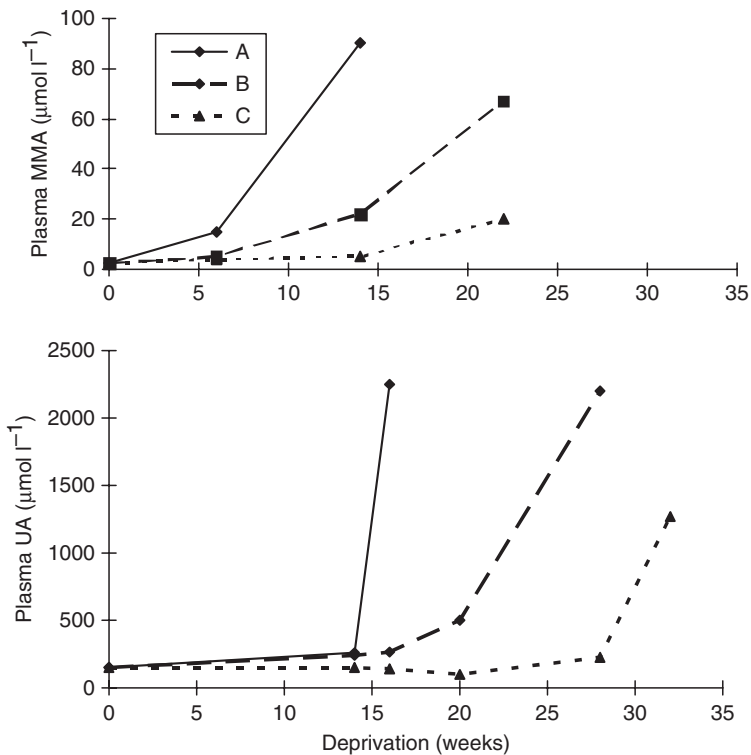 100
80
60
40
20
0
Plasma MMA (μmol l⁻¹)
A
B
C
0 5 10 15 20 25 30 35
2500
2000
1500
1000
500
0
Plasma UA (μmol l⁻¹)
0 5 10 15 20 25 30 35
Deprivation (weeks)